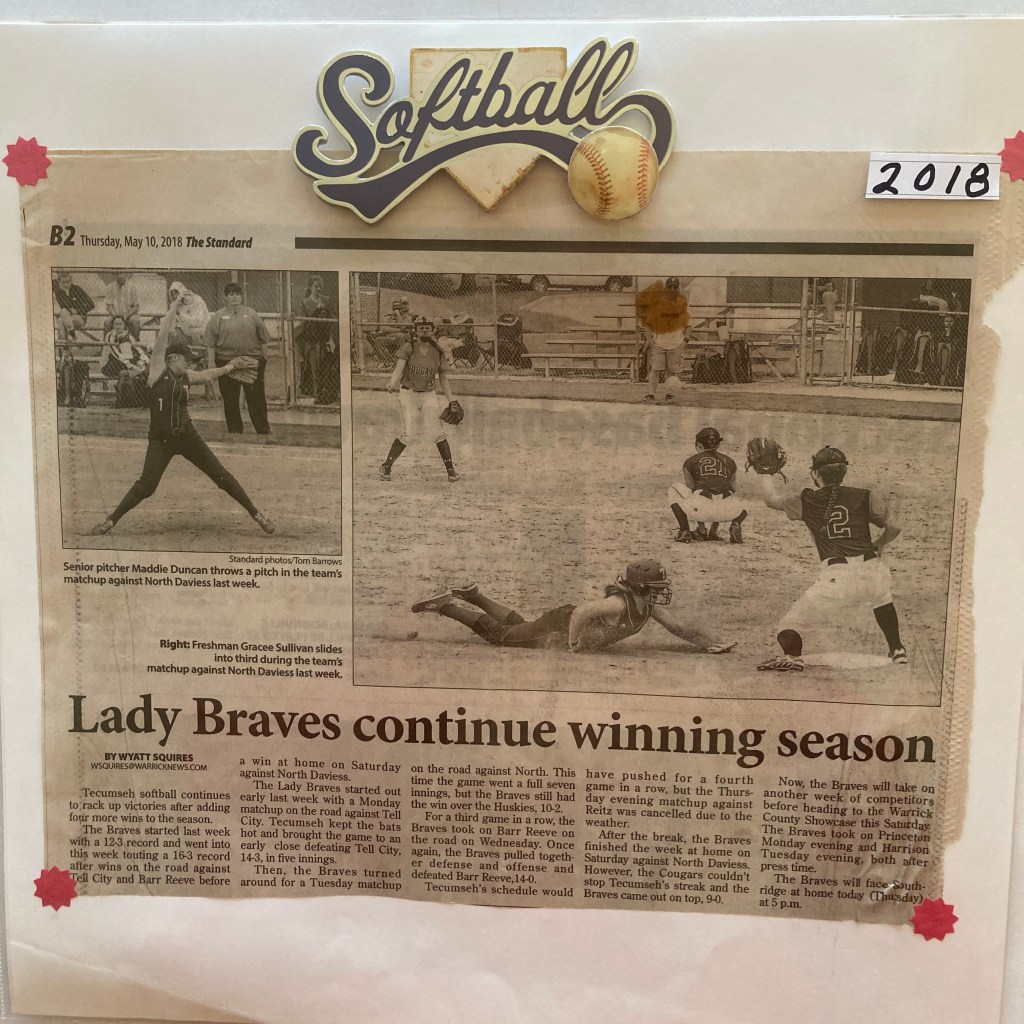 Softball
2018
B2 Thursday, May 10, 2018 The Standard
1
COUGARS
21
2
Standard photos/Tom Barrows
Senior pitcher Maddie Duncan throws a pitch in the team's
matchup against North Daviess last week.
Right: Freshman Gracee Sullivan slides
into third during the team's
matchup against North Daviess last week.
Lady Braves continue winning season
BY WYATT SQUIRES
WSQUIRES@WARRICKNEWS.COM
Tecumseh softball continues
to rack up victories after adding
four more wins to the season.
The Braves started last week
with a 12-3 record and went into
this week touting a 16-3 record
after wins on the road against
Tell City and Barr Reeve before
a win at home on Saturday
against North Daviess.
The Lady Braves started out
early last week with a Monday
matchup on the road against Tell
City. Tecumseh kept the bats
hot and brought the game to an
early close defeating Tell City,
14-3, in five innings.
Then, the Braves turned
around for a Tuesday matchup
on the road against North. This
time the game went a full seven
innings, but the Braves still had
the win over the Huskies, 10-2.
For a third game in a row, the
Braves took on Barr Reeve on
the road on Wednesday. Once
again, the Braves pulled togeth-
er defense and offense and
defeated Barr Reeve,14-0.
Tecumseh's schedule would
have pushed for a fourth
game in a row, but the Thurs-
day evening matchup against
Reitz was cancelled due to the
weather.
After the break, the Braves
finished the week at home on
Saturday against North Daviess.
However, the Cougars couldn't
stop Tecumseh's streak and the
Braves came out on top, 9-0.
Now, the Braves will take on
another week of competitors
before heading to the Warrick
County Showcase this Saturday.
The Braves took on Princeton
Monday evening and Harrison
Tuesday evening, both after
press time.
The Braves will face South-
ridge at home today (Thursday)
at 5 p.m.